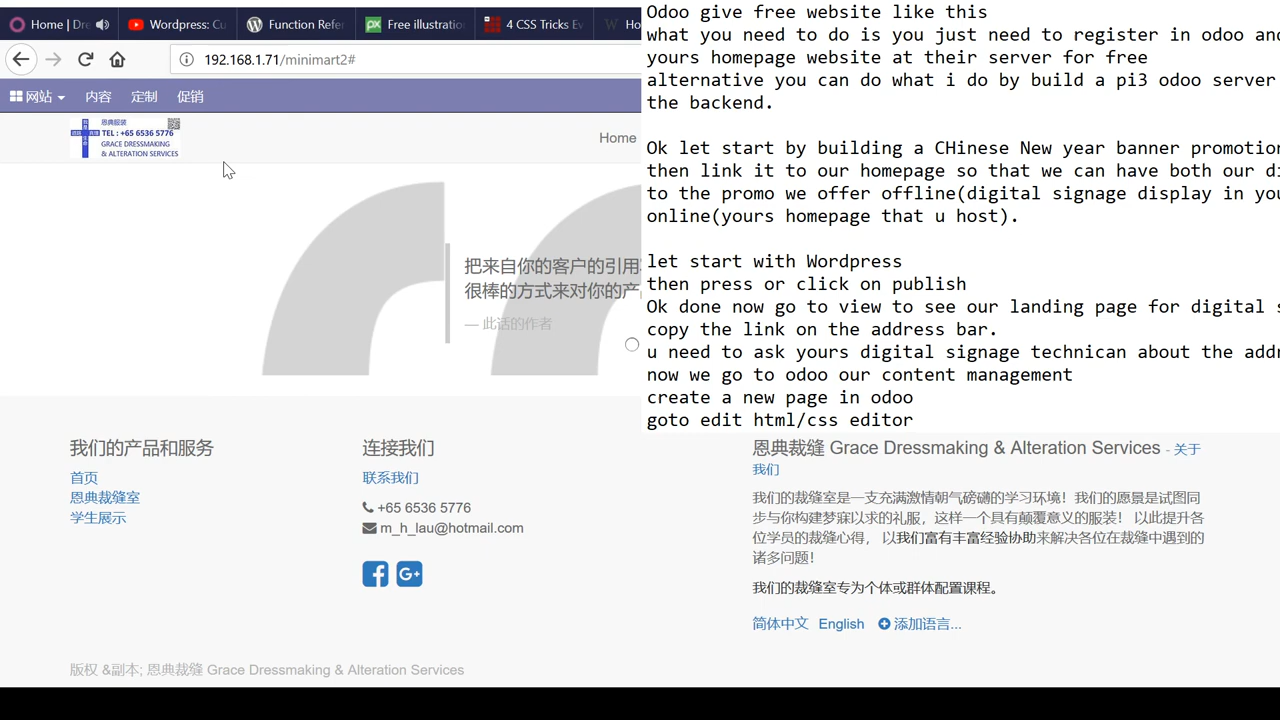 Home | Dre
Wordpress: Cu
Function Refe
Free illustratio
4 CSS Tricks Ev
Ho
192.168.1.71/minimart2#
网站
内容
定制
促销
恩典服装
TEL : +65 6536 5776
GRACE DRESSMAKING
& ALTERATION SERVICES
Home
把来自你的客户的引用
很棒的方式来对你的产
— 此话的作者
Odoo give free website like this
what you need to do is you just need to register in odoo and
yours homepage website at their server for free
alternative you can do what i do by build a pi3 odoo server
the backend.
Ok let start by building a CHinese New year banner promotion
then link it to our homepage so that we can have both our di
to the promo we offer offline(digital signage display in you
online(yours homepage that u host).
let start with Wordpress
then press or click on publish
Ok done now go to view to see our landing page for digital s
copy the link on the address bar.
u need to ask yours digital signage technican about the addr
now we go to odoo our content management
create a new page in odoo
goto edit html/css editor
我们的产品和服务
首页
恩典裁缝室
学生展示
连接我们
联系我们
+65 6536 5776
m_h_lau@hotmail.com
恩典裁缝 Grace Dressmaking & Alteration Services - 关于
我们
我们的裁缝室是一支充满激情朝气磅礴的学习环境！我们的愿景是试图同
步与你构建梦寐以求的礼服，这样一个具有颠覆意义的服装！ 以此提升各
位学员的裁缝心得， 以我们富有丰富经验协助来解决各位在裁缝中遇到的
诸多问题！
我们的裁缝室专为个体或群体配置课程。
简体中文 English 添加语言...
版权 &副本; 恩典裁缝 Grace Dressmaking & Alteration Services